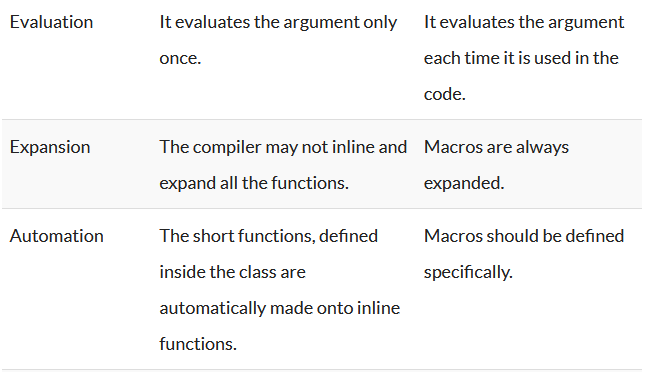 Evaluation
It evaluates the argument only
once.
It evaluates the argument
each time it is used in the
code.
Expansion
The compiler may not inline and
expand all the functions.
Macros are always
expanded.
Automation
The short functions, defined
inside the class are
automatically made onto inline
functions.
Macros should be defined
specifically.